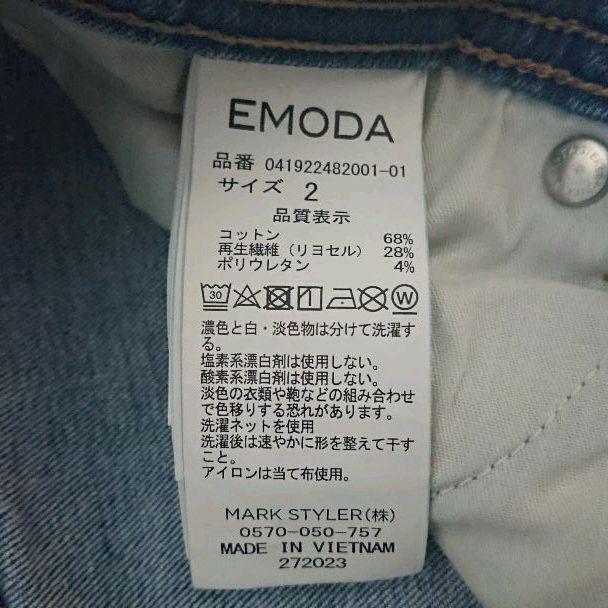 EMODA
品番 041922482001-01
サイズ 2
品質表示
コットン 68%
再生繊維（リヨセル） 28%
ポリウレタン 4%
30 W
濃色と白・淡色物は分けて洗濯す
る。
塩素系漂白剤は使用しない。
酸素系漂白剤は使用しない。
淡色の衣類や鞄などの組み合わせ
で色移りする恐れがあります。
洗濯ネットを使用
洗濯後は速やかに形を整えて干す
こと。
アイロンは当て布使用。
MARK STYLER(株)
0570-050-757
MADE IN VIETNAM
272023